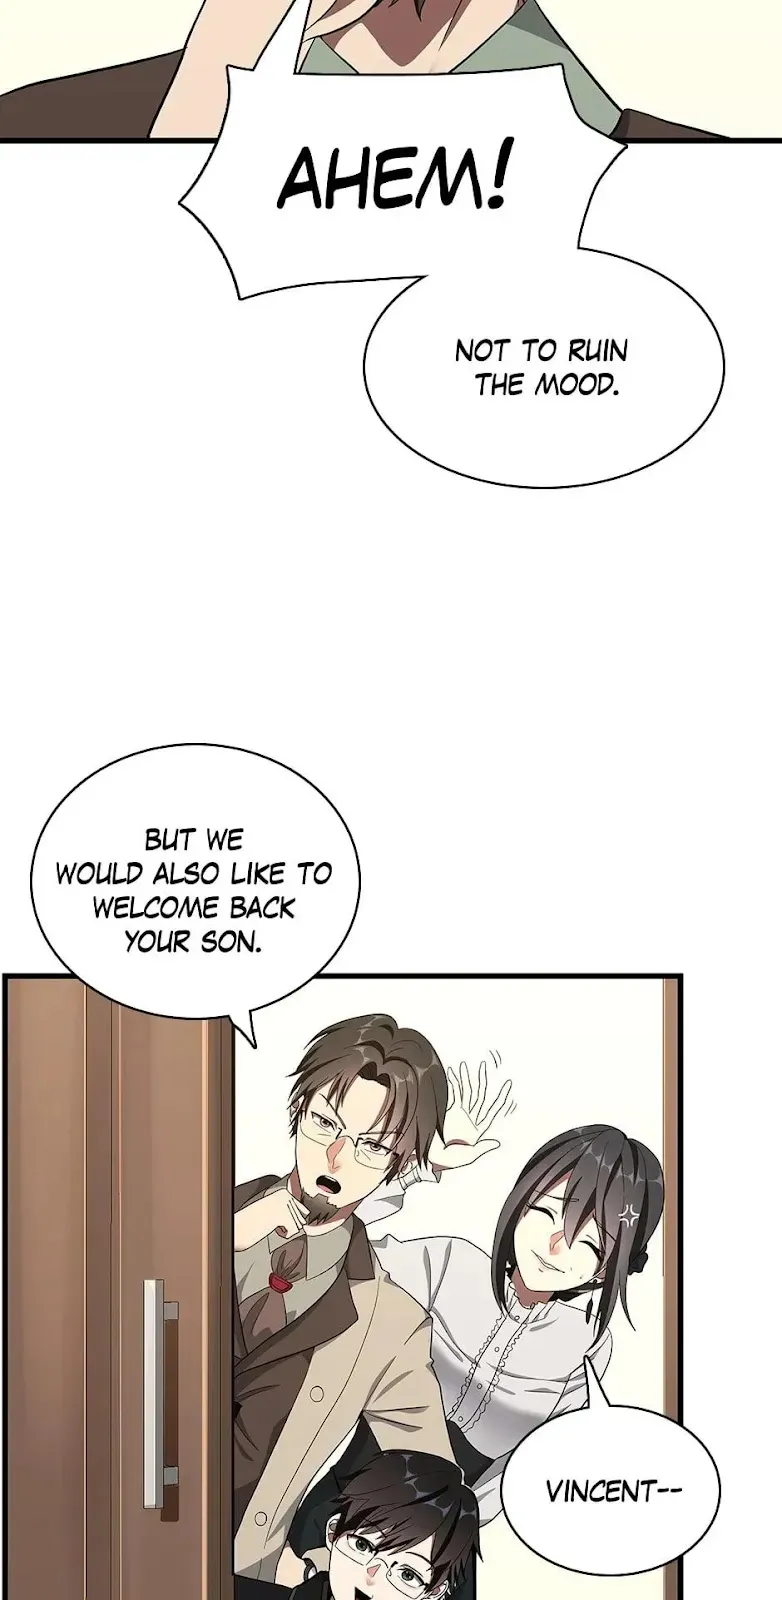 AHEM!
NOT TO RUIN
THE MOOD.
BUT WE
WOULD ALSO LIKE TO
WELCOME BACK
YOUR SON.
VINCENT--